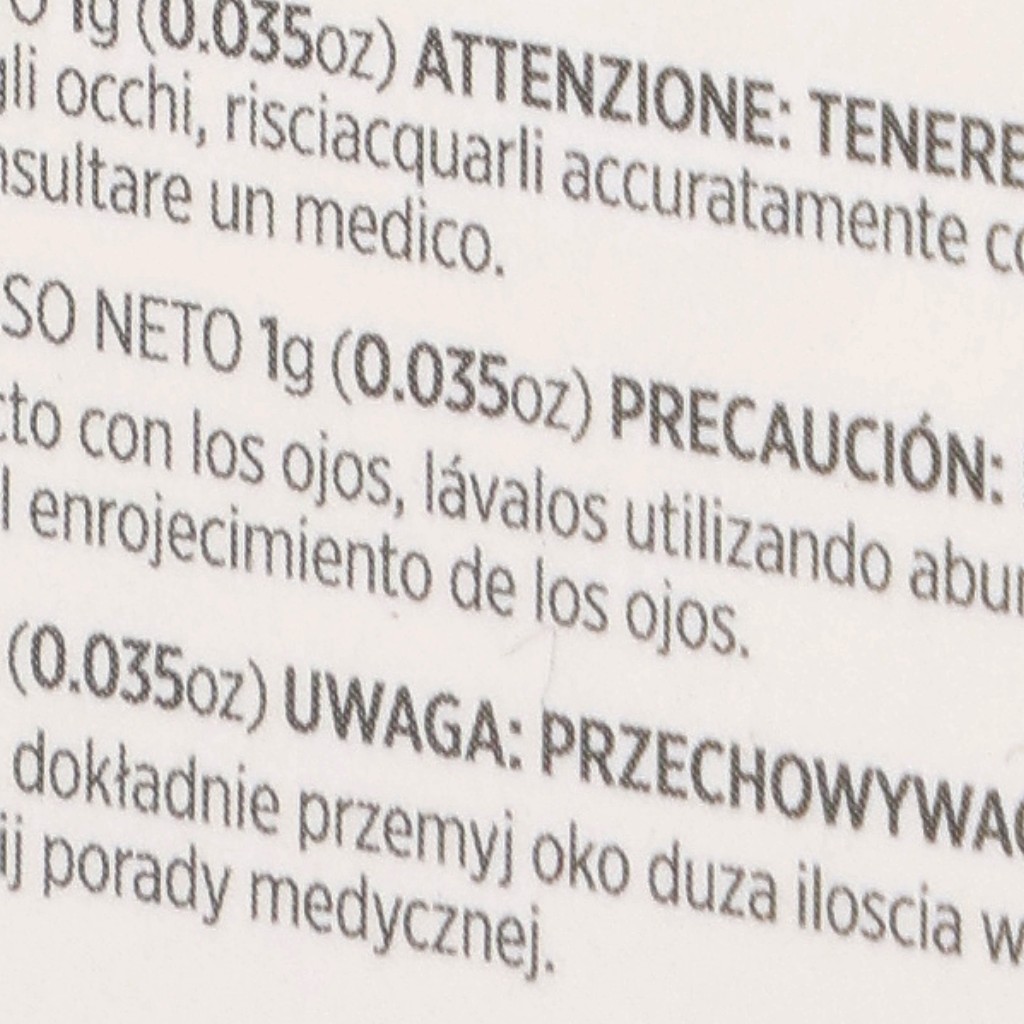 1g (0.035oz) ATTENZIONE: TENERE
gli occhi, risciacquarli accuratamente
nsultare un medico.
SO NETO 1g (0.035oz) PRECAUCIÓN:
cto con los ojos, lávalos utilizando abun
l enrojecimiento de los ojos.
(0.035oz) UWAGA: PRZECHOWYWAĆ
dokładnie przemyj oko duza iloscia w
ij porady medycznej.